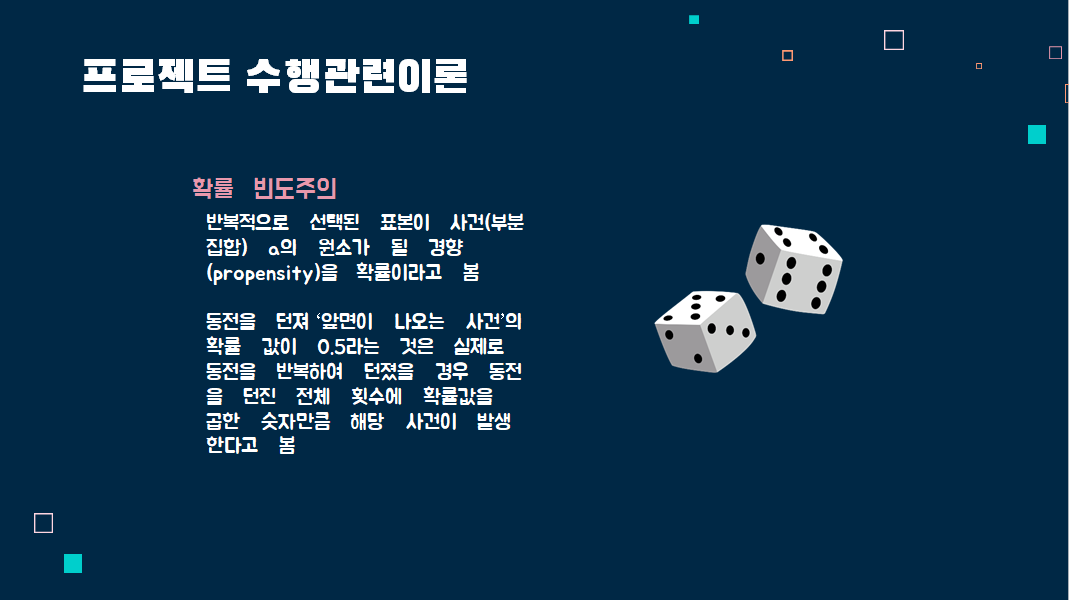 프로젝트 수행관련이론
확률 빈도주의
반복적으로 선택된 표본이 사건(부분
집합) a의 원소가 될 경향
(propensity)을 확률이라고 봄
동전을 던져 '앞면이 나오는 사건'의
확률 값이 0.5라는 것은 실제로
동전을 반복하여 던졌을 경우 동전
을 던진 전체 횟수에 확률값을
곱한 숫자만큼 해당 사건이 발생
한다고 봄